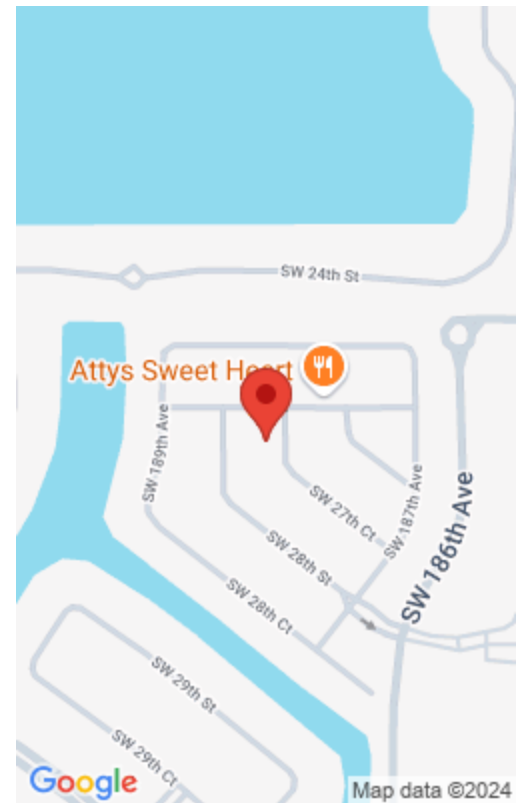 SW 24th St
Attys Sweet Heart
SW 189th Ave
SW 27th Ct
SW 187th Ave
SW 186th Ave
SW 28th St
SW 28th Ct
SW 29th St
SW 29th Ct
Google
Map data ©2024